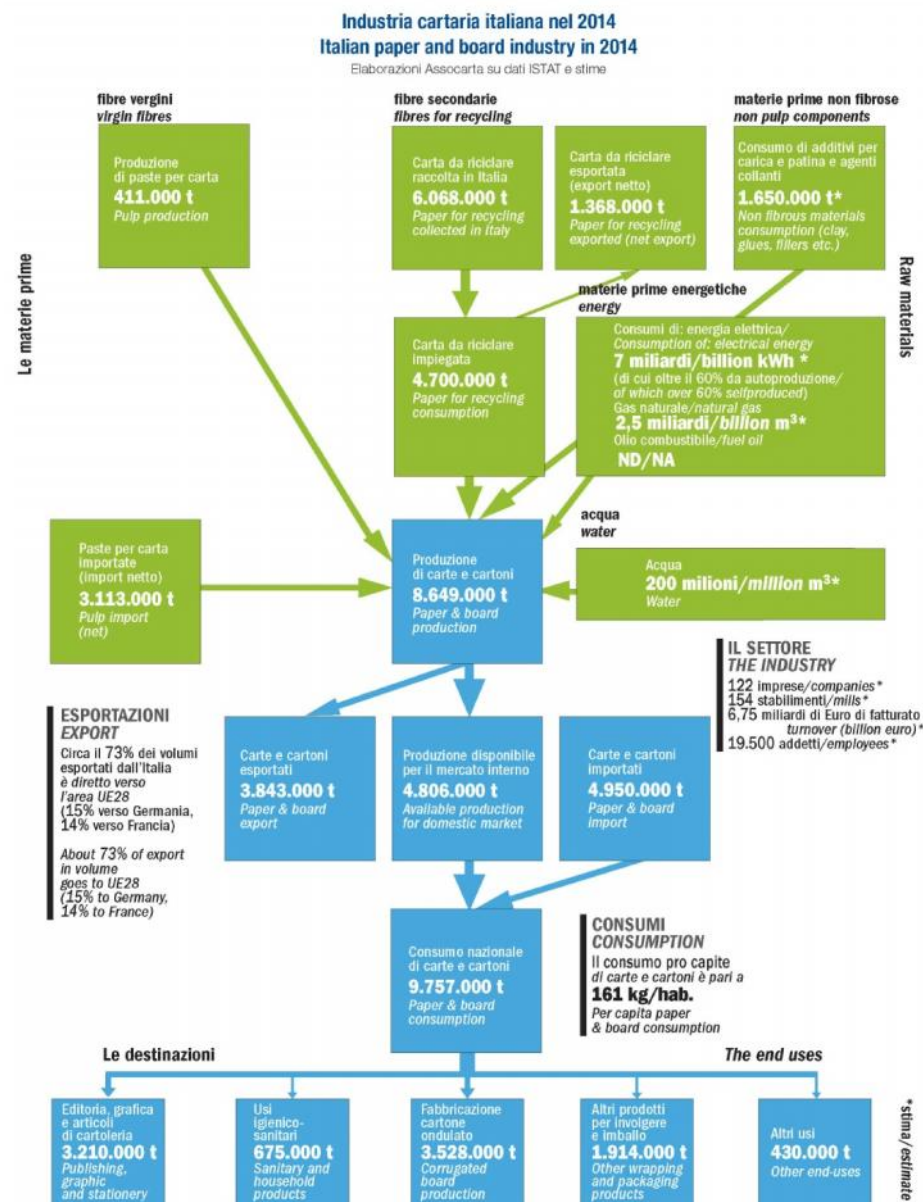 Industria cartaria italiana nel 2014
Italian paper and board industry in 2014
Elaborazioni Assocarta su dati ISTAT e stime
fibre vergini
virgin fibres
fibre secondarie
fibres for recycling
materie prime non fibrose
non pulp components
Produzione
di paste per carta
411.000 t
Pulp production
Carta da riciclare
raccolta in Italia
6.068.000 t
Paper for recycling
collected in Italy
Carta da riciclare
esportata
(export netto)
1.368.000 t
Paper for recycling
exported (net export)
Consumo di additivi per
carica e patina e agenti
collanti
1.650.000 t*
Non fibrous materials
consumption (clay,
glues, fillers etc.)
Le materie prime
Raw materials
materie prime energetiche
energy
Carta da riciclare
impiegata
4.700.000 t
Paper for recycling
consumption
Consumi di: energia elettrica/
Consumption of: electrical energy
7 miliardi/billion kWh *
(di cui oltre il 60% da autoproduzione/
of which over 60% selfproduced)
Gas naturale/natural gas
2,5 miliardi/billion m³*
Olio combustibile/fuel oil
ND/NA
acqua
water
Paste per carta
importate
(import netto)
3.113.000 t
Pulp import
(net)
Produzione
di carte e cartoni
8.649.000 t
Paper & board
production
Acqua
200 milioni/million m³*
Water
IL SETTORE
THE INDUSTRY
122 imprese/companies*
154 stabilimenti/mills*
6,75 miliardi di Euro di fatturato
turnover (billion euro)*
19.500 addetti/employees*
ESPORTAZIONI
EXPORT
Circa il 73% dei volumi
esportati dall'Italia
è diretto verso
l'area UE28
(15% verso Germania,
14% verso Francia)
About 73% of export
in volume
goes to UE28
(15% to Germany,
14% to France)
Carte e cartoni
esportati
3.843.000 t
Paper & board
export
Produzione disponibile
per il mercato interno
4.806.000 t
Available production
for domestic market
Carte e cartoni
importati
4.950.000 t
Paper & board
import
Consumo nazionale
di carte e cartoni
9.757.000 t
Paper & board
consumption
CONSUMI
CONSUMPTION
Il consumo pro capite
di carte e cartoni è pari a
161 kg/hab.
Per capita paper
& board consumption
Le destinazioni
The end uses
Editoria, grafica
e articoli
di cartoleria
3.210.000 t
Publishing,
graphic
and stationery
Usi
igienico-
sanitari
675.000 t
Sanitary and
household
products
Fabbricazione
cartone
ondulato
3.528.000 t
Corrugated
board
production
Altri prodotti
per involgere
e imballo
1.914.000 t
Other wrapping
and packaging
products
Altri usi
430.000 t
Other end-uses
*stima/estimate